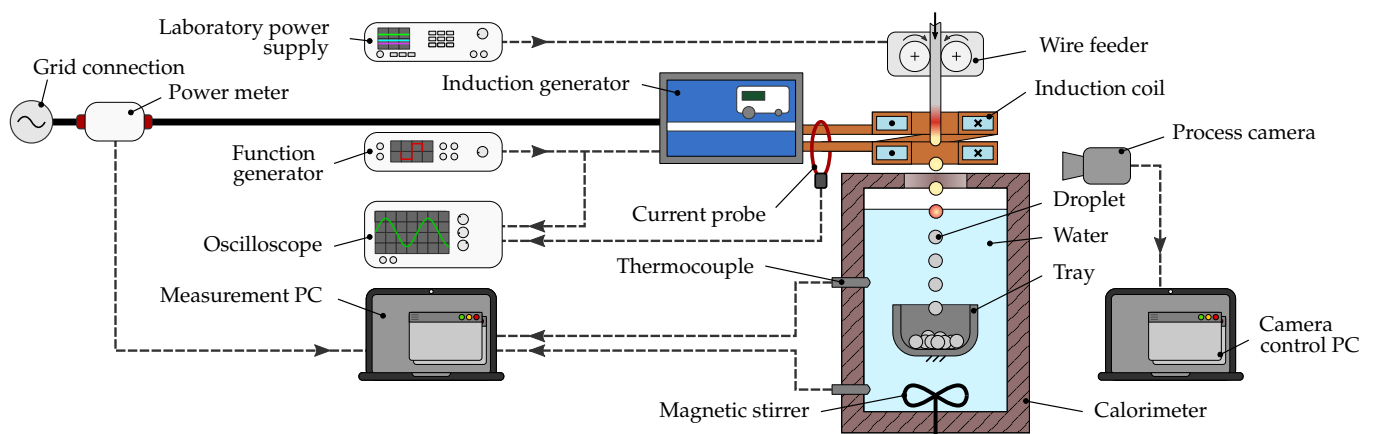 Laboratory power
supply
Wire feeder
Grid connection
Power meter
Induction generator
Induction coil
Process camera
Function
generator
Current probe
Droplet
Oscilloscope
Water
Thermocouple
Tray
Measurement PC
Camera
control PC
Magnetic stirrer
Calorimeter